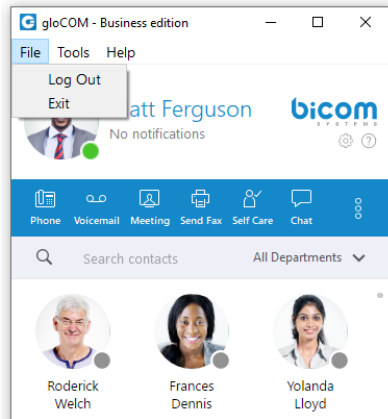 gloCOM - Business edition
File Tools Help
Log Out
Exit
att Ferguson
No notifications
bicom
SYSTEMS
Phone Voicemail Meeting Send Fax Self Care Chat
Search contacts All Departments
Roderick Welch
Frances Dennis
Yolanda Lloyd